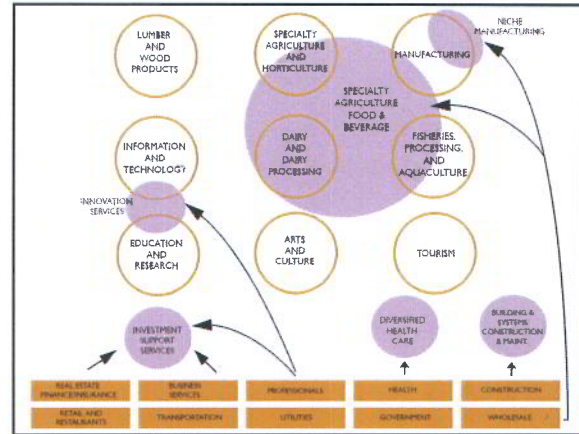 LUMBER
AND
WOOD
PRODUCTS
SPECIALTY
AGRICULTURE
AND
HORTICULTURE
MANUFACTURING
NICHE
MANUFACTURING
SPECIALTY
AGRICULTURE
FOOD &
BEVERAGE
INFORMATION
AND
TECHNOLOGY
DAIRY
AND
DAIRY
PROCESSING
FISHERIES,
PROCESSING,
AND
AQUACULTURE
INNOVATION
SERVICES
EDUCATION
AND
RESEARCH
ARTS
AND
CULTURE
TOURISM
INVESTMENT
SUPPORT
SERVICES
DIVERSIFIED
HEALTH
CARE
BUILDING &
SYSTEMS
CONSTRUCTION
& MAINT.
REAL ESTATE
FINANCE/INSURANCE
BUSINESS
SERVICES
PROFESSIONALS
HEALTH
CONSTRUCTION
RETAIL AND
RESTAURANTS
TRANSPORTATION
UTILITIES
GOVERNMENT
WHOLESALE